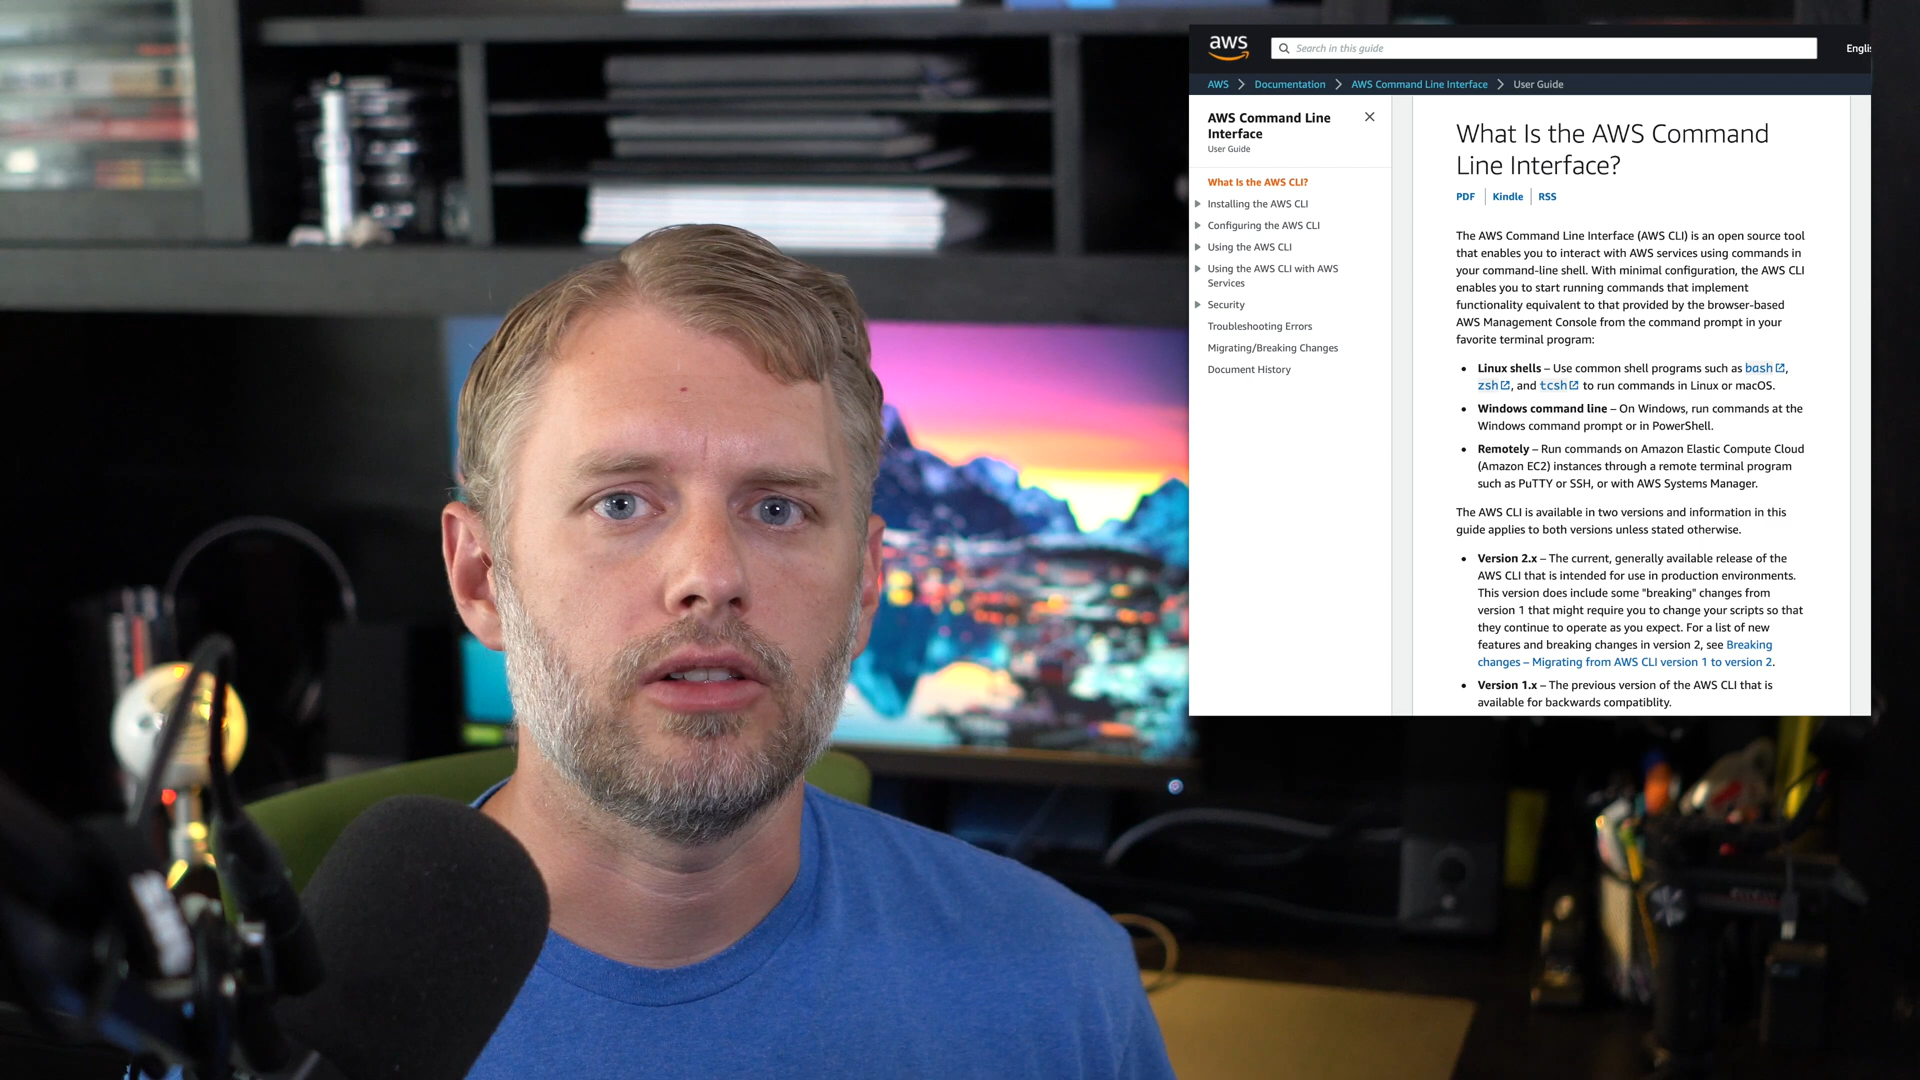 aws
Search in this guide
Englis
AWS > Documentation > AWS Command Line Interface > User Guide
AWS Command Line
Interface
User Guide
What Is the AWS CLI?
Installing the AWS CLI
Configuring the AWS CLI
Using the AWS CLI
Using the AWS CLI with AWS
Services
Security
Troubleshooting Errors
Migrating/Breaking Changes
Document History
What Is the AWS Command
Line Interface?
PDF | Kindle | RSS
The AWS Command Line Interface (AWS CLI) is an open source tool
that enables you to interact with AWS services using commands in
your command-line shell. With minimal configuration, the AWS CLI
enables you to start running commands that implement
functionality equivalent to that provided by the browser-based
AWS Management Console from the command prompt in your
favorite terminal program:
• Linux shells – Use common shell programs such as bash,
zsh, and tcsh to run commands in Linux or macOS.
• Windows command line – On Windows, run commands at the
Windows command prompt or in PowerShell.
• Remotely – Run commands on Amazon Elastic Compute Cloud
(Amazon EC2) instances through a remote terminal program
such as PuTTY or SSH, or with AWS Systems Manager.
The AWS CLI is available in two versions and information in this
guide applies to both versions unless stated otherwise.
• Version 2.x – The current, generally available release of the
AWS CLI that is intended for use in production environments.
This version does include some "breaking" changes from
version 1 that might require you to change your scripts so that
they continue to operate as you expect. For a list of new
features and breaking changes in version 2, see Breaking
changes – Migrating from AWS CLI version 1 to version 2.
• Version 1.x – The previous version of the AWS CLI that is
available for backwards compatiblity.